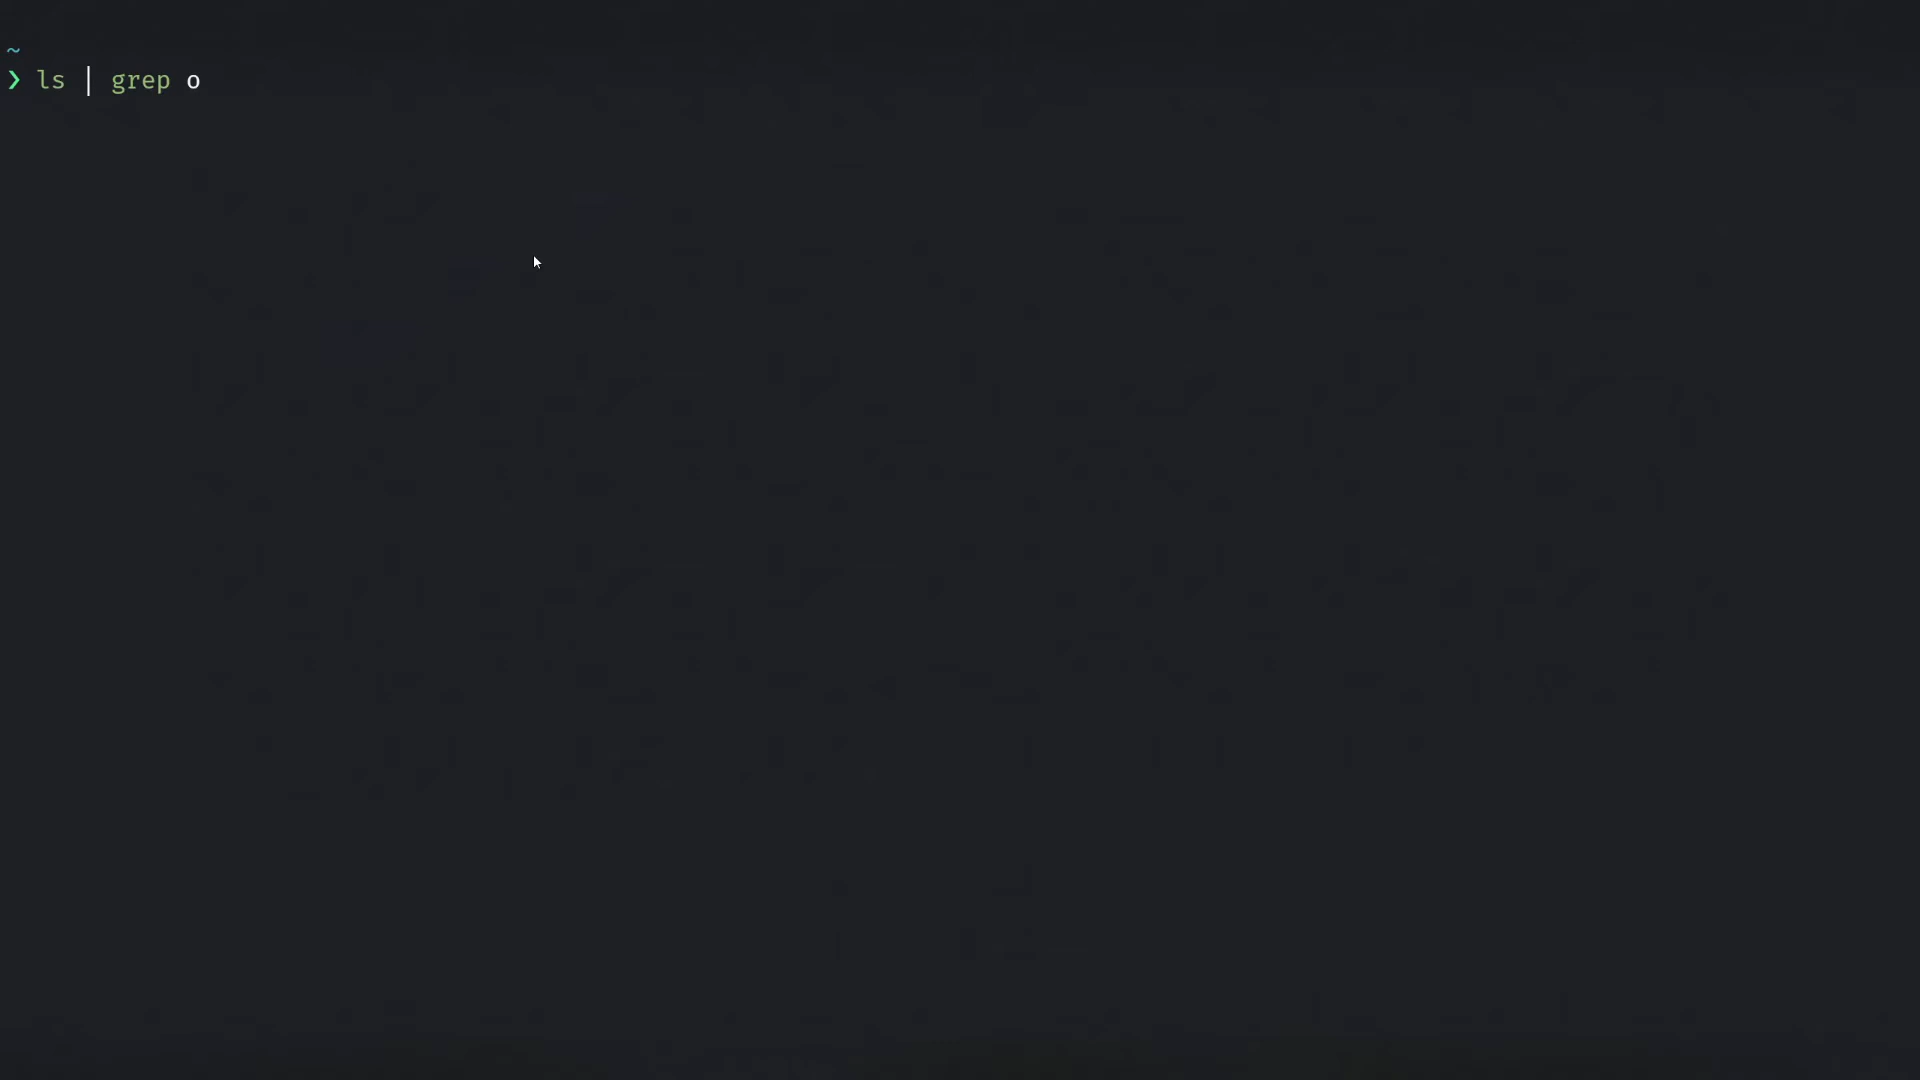 ~
❯ ls | grep o